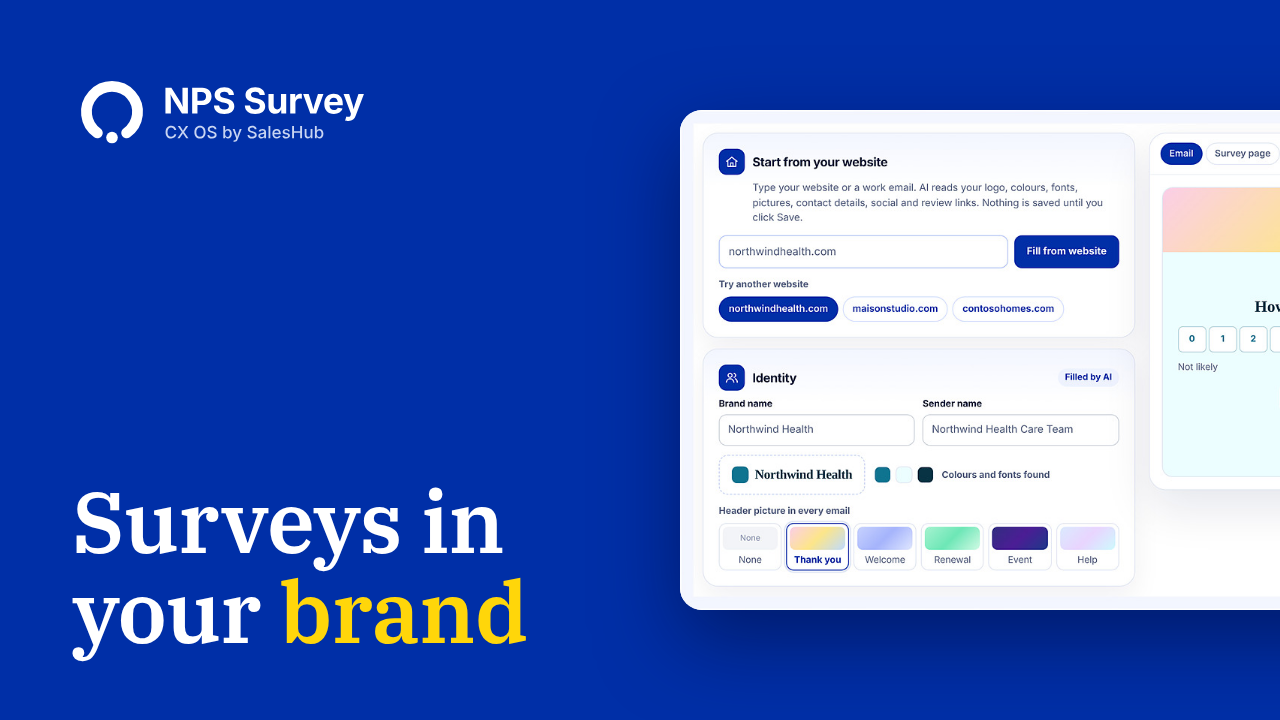 NPS Survey
CX OS by SalesHub
Surveys in
your brand
Start from your website
Type your website or a work email. AI reads your logo, colours, fonts,
pictures, contact details, social and review links. Nothing is saved until you
click Save.
northwindhealth.com
Fill from website
Try another website
northwindhealth.com
maisonstudio.com
contosohomes.com
Identity
Filled by AI
Brand name
Sender name
Northwind Health
Northwind Health Care Team
Northwind Health
Colours and fonts found
Header picture in every email
None
None
Thank you
Welcome
Renewal
Event
Help
Email
Survey page
How
0
1
2
Not likely